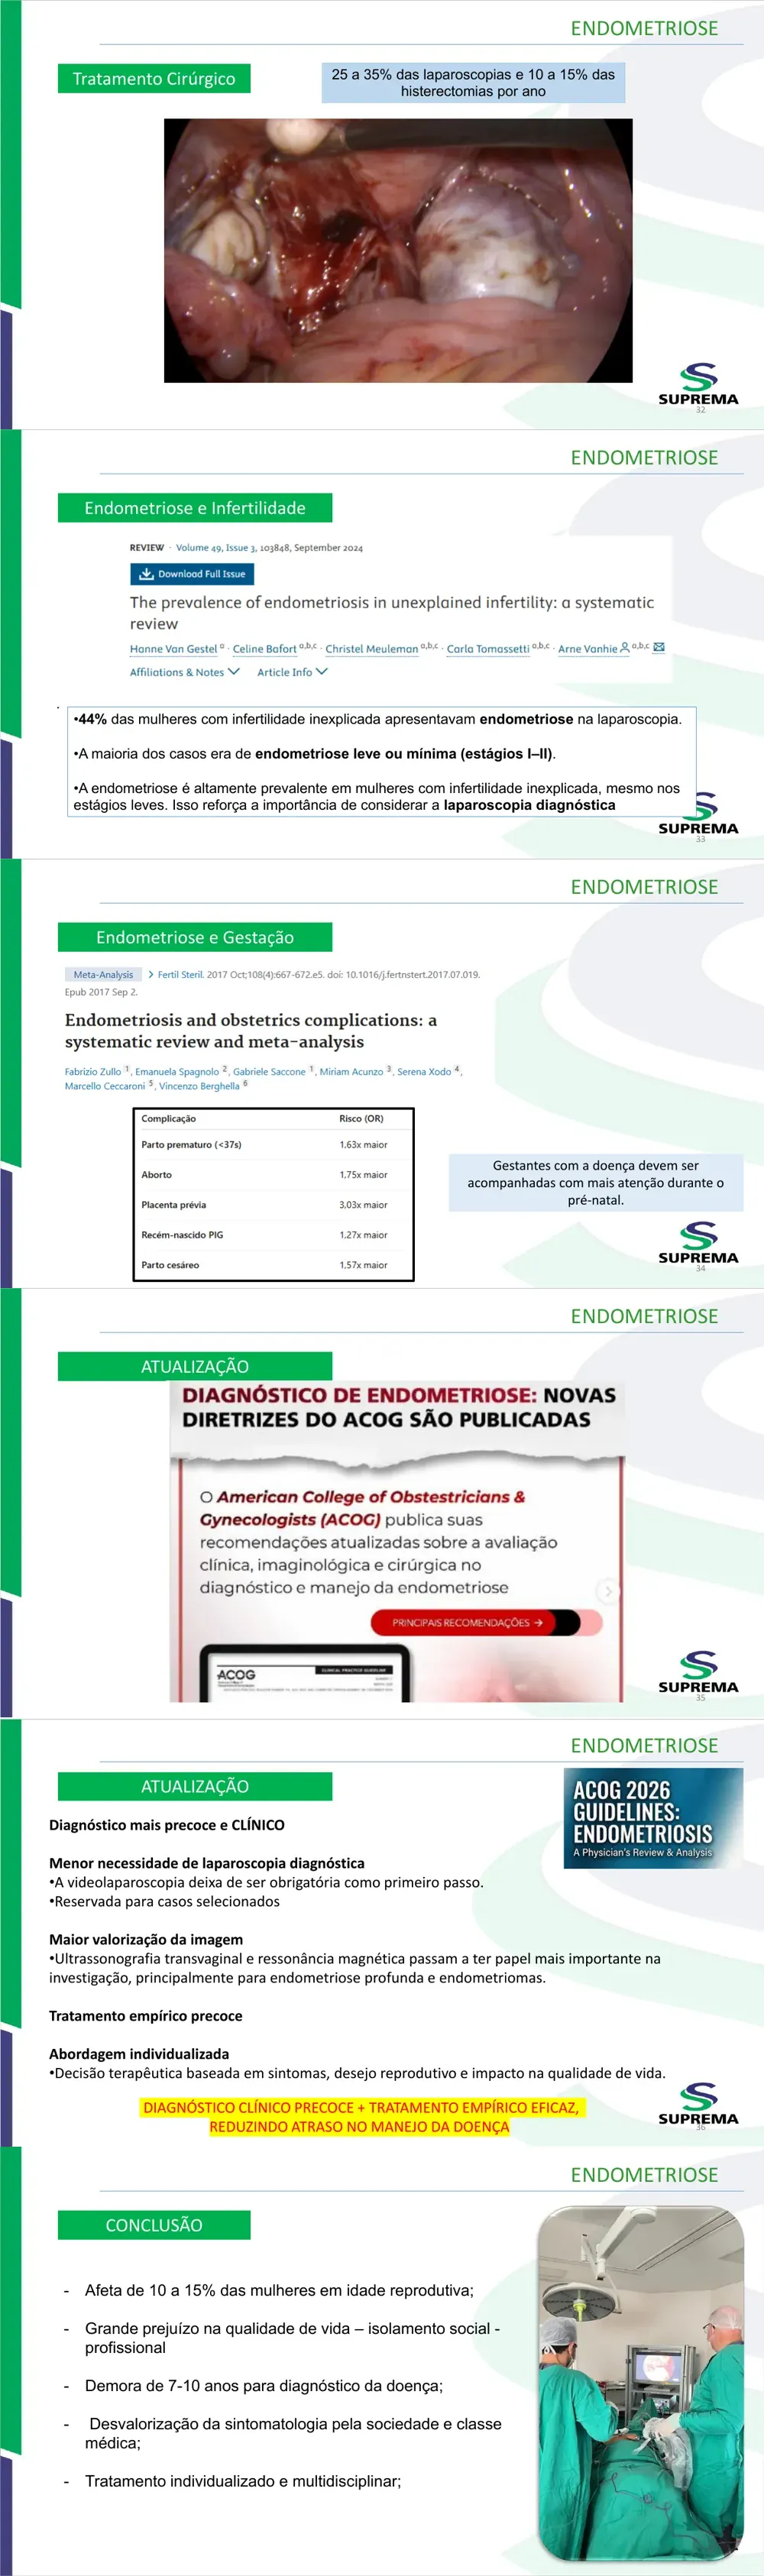 ENDOMETRIOSE
Tratamento Cirúrgico
25 a 35% das laparoscopias e 10 a 15% das
histerectomias por ano
SUPREMA
32
ENDOMETRIOSE
Endometriose e Infertilidade
REVIEW · Volume 49, Issue 3, 103848, September 2024
Download Full Issue
The prevalence of endometriosis in unexplained infertility: a systematic
review
Hanne Van Gestel a · Celine Bafort a,b,c · Christel Meuleman a,b,c · Carla Tomassetti a,b,c · Arne Vanhie a,b,c
Affiliations & Notes Article Info
•44% das mulheres com infertilidade inexplicada apresentavam endometriose na laparoscopia.
•A maioria dos casos era de endometriose leve ou mínima (estágios I–II).
•A endometriose é altamente prevalente em mulheres com infertilidade inexplicada, mesmo nos
estágios leves. Isso reforça a importância de considerar a laparoscopia diagnóstica
SUPREMA
33
ENDOMETRIOSE
Endometriose e Gestação
Meta-Analysis > Fertil Steril. 2017 Oct;108(4):667-672.e5. doi: 10.1016/j.fertnstert.2017.07.019.
Epub 2017 Sep 2.
Endometriosis and obstetrics complications: a
systematic review and meta-analysis
Fabrizio Zullo 1, Emanuela Spagnolo 2, Gabriele Saccone 1, Miriam Acunzo 3, Serena Xodo 4,
Marcello Ceccaroni 5, Vincenzo Berghella 6
Complicação Risco (OR)
Parto prematuro (<37s) 1.63x maior
Aborto 1,75x maior
Placenta prévia 3,03x maior
Recém-nascido PIG 1.27x maior
Parto cesáreo 1,57x maior
Gestantes com a doença devem ser
acompanhadas com mais atenção durante o
pré-natal.
SUPREMA
34
ENDOMETRIOSE
ATUALIZAÇÃO
DIAGNÓSTICO DE ENDOMETRIOSE: NOVAS
DIRETRIZES DO ACOG SÃO PUBLICADAS
O American College of Obstestricians &
Gynecologists (ACOG) publica suas
recomendações atualizadas sobre a avaliação
clínica, imaginológica e cirúrgica no
diagnóstico e manejo da endometriose
PRINCIPAIS RECOMENDAÇÕES →
ACOG
CLINICAL PRACTICE GUIDELINE
SUPREMA
35
ENDOMETRIOSE
ATUALIZAÇÃO
ACOG 2026
GUIDELINES:
ENDOMETRIOSIS
A Physician's Review & Analysis
Diagnóstico mais precoce e CLÍNICO
Menor necessidade de laparoscopia diagnóstica
•A videolaparoscopia deixa de ser obrigatória como primeiro passo.
•Reservada para casos selecionados
Maior valorização da imagem
•Ultrassonografia transvaginal e ressonância magnética passam a ter papel mais importante na
investigação, principalmente para endometriose profunda e endometriomas.
Tratamento empírico precoce
Abordagem individualizada
•Decisão terapêutica baseada em sintomas, desejo reprodutivo e impacto na qualidade de vida.
DIAGNÓSTICO CLÍNICO PRECOCE + TRATAMENTO EMPÍRICO EFICAZ,
REDUZINDO ATRASO NO MANEJO DA DOENÇA
SUPREMA
36
ENDOMETRIOSE
CONCLUSÃO
- Afeta de 10 a 15% das mulheres em idade reprodutiva;
- Grande prejuízo na qualidade de vida – isolamento social -
profissional
- Demora de 7-10 anos para diagnóstico da doença;
- Desvalorização da sintomatologia pela sociedade e classe
médica;
- Tratamento individualizado e multidisciplinar;